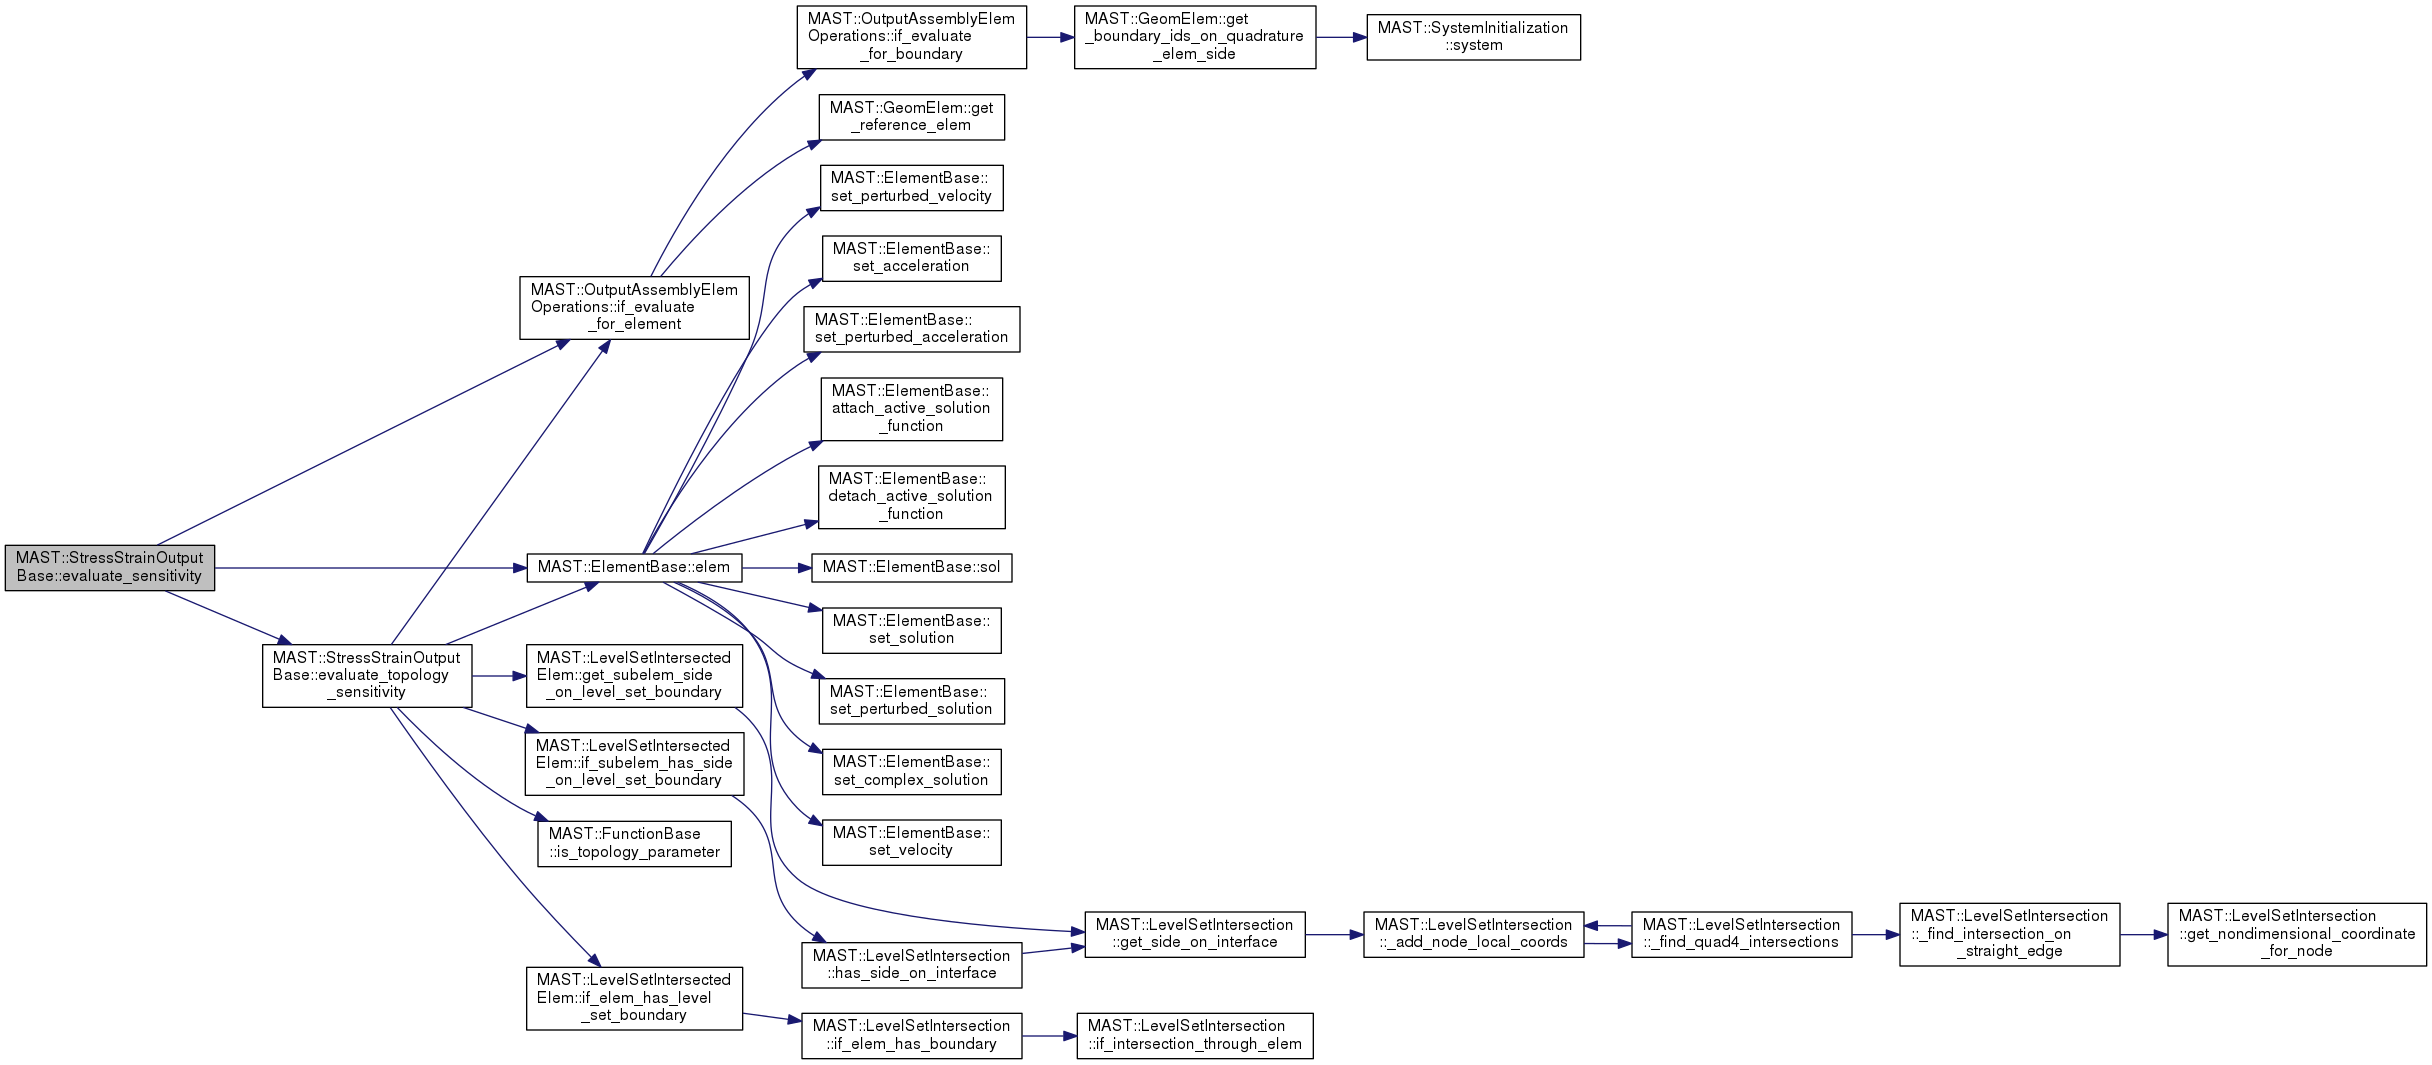 MAST::OutputAssemblyElem
Operations::if_evaluate
_for_boundary
MAST::GeomElem::get
_boundary_ids_on_quadrature
_elem_side
MAST::SystemInitialization
::system
MAST::GeomElem::get
_reference_elem
MAST::ElementBase::
set_perturbed_velocity
MAST::ElementBase::
set_acceleration
MAST::OutputAssemblyElem
Operations::if_evaluate
_for_element
MAST::ElementBase::
set_perturbed_acceleration
MAST::ElementBase::
attach_active_solution
_function
MAST::ElementBase::
detach_active_solution
_function
MAST::StressStrainOutput
Base::evaluate_sensitivity
MAST::ElementBase::elem
MAST::ElementBase::sol
MAST::ElementBase::
set_solution
MAST::StressStrainOutput
Base::evaluate_topology
_sensitivity
MAST::LevelSetIntersected
Elem::get_subelem_side
_on_level_set_boundary
MAST::ElementBase::
set_perturbed_solution
MAST::LevelSetIntersected
Elem::if_subelem_has_side
_on_level_set_boundary
MAST::ElementBase::
set_complex_solution
MAST::FunctionBase
::is_topology_parameter
MAST::ElementBase::
set_velocity
MAST::LevelSetIntersection
::has_side_on_interface
MAST::LevelSetIntersection
::get_side_on_interface
MAST::LevelSetIntersection
::_add_node_local_coords
MAST::LevelSetIntersection
::_find_quad4_intersections
MAST::LevelSetIntersection
::_find_intersection_on
_straight_edge
MAST::LevelSetIntersection
::get_nondimensional_coordinate
_for_node
MAST::LevelSetIntersected
Elem::if_elem_has_level
_set_boundary
MAST::LevelSetIntersection
::if_elem_has_boundary
MAST::LevelSetIntersection
::if_intersection_through_elem